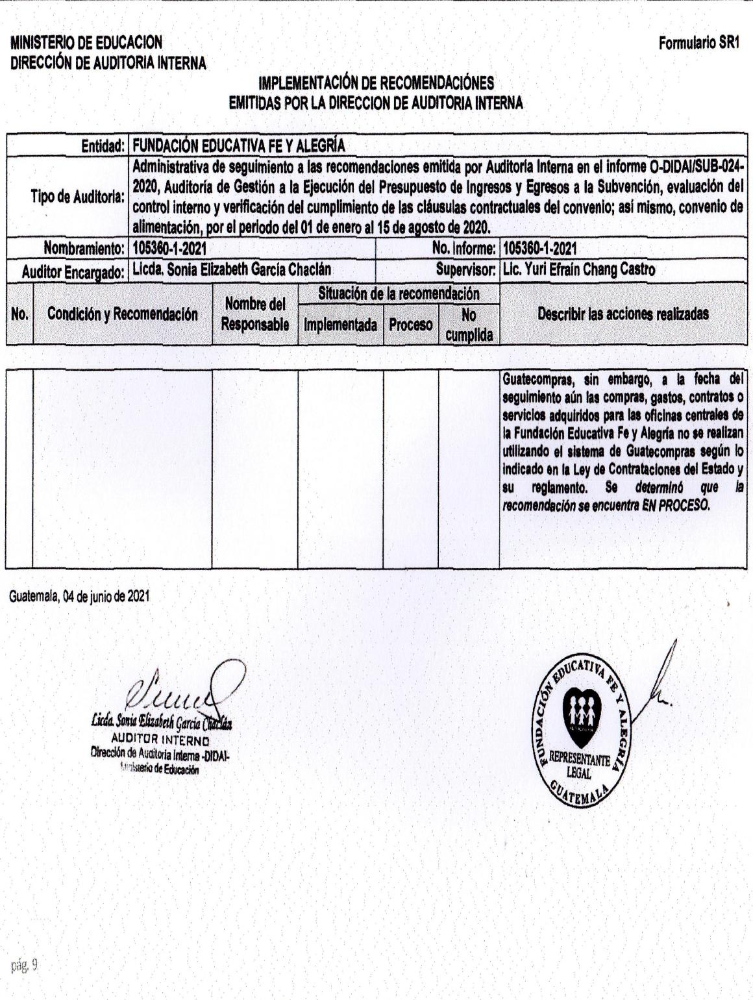 MINISTERIO DE EDUCACION
Formulario SR1
DIRECCIÓN DE AUDITORIA INTERNA
IMPLEMENTACIÓN DE RECOMENDACIÓNES
EMITIDAS POR LA DIRECCION DE AUDITORIA INTERNA
Entidad: FUNDACIÓN EDUCATIVA FE Y ALEGRÍA
Tipo de Auditoria:
Administrativa de seguimiento a las recomendaciones emitida por Auditoría Interna en el informe O-DIDAI/SUB-024-
2020, Auditoría de Gestión a la Ejecución del Presupuesto de Ingresos y Egresos a la Subvención, evaluación del
control interno y verificación del cumplimiento de las cláusulas contractuales del convenio; asi mismo, convenio de
alimentación, por el periodo del 01 de enero al 15 de agosto de 2020.
Nombramiento: 105360-1-2021 No. Informe: 105360-1-2021
Auditor Encargado: Licda. Sonia Elizabeth García Chaclán Supervisor: Lic. Yuri Efraín Chang Castro
No. Condición y Recomendación
Nombre del
Responsable
Situación de la recomendación
Implementada Proceso
No
cumplida
Describir las acciones realizadas
Guatecompras, sin embargo, a la fecha del
seguimiento aún las compras, gastos, contratos o
servicios adquiridos para las oficinas centrales de
la Fundación Educativa Fe y Alegría no se realizan
utilizando el sistema de Guatecompras según lo
indicado en la Ley de Contrataciones del Estado y
su reglamento. Se determinó que la
recomendación se encuentra EN PROCESO.
Guatemala, 04 de junio de 2021
Licda. Sonia Elizabeth García Chaclán
AUDITOR INTERNO
Dirección de Auditoria Interna -DIDAI-
Ministerio de Educación
FUNDACIÓN EDUCATIVA FE Y ALEGRÍA
REPRESENTANTE
LEGAL
GUATEMALA
pág. 9